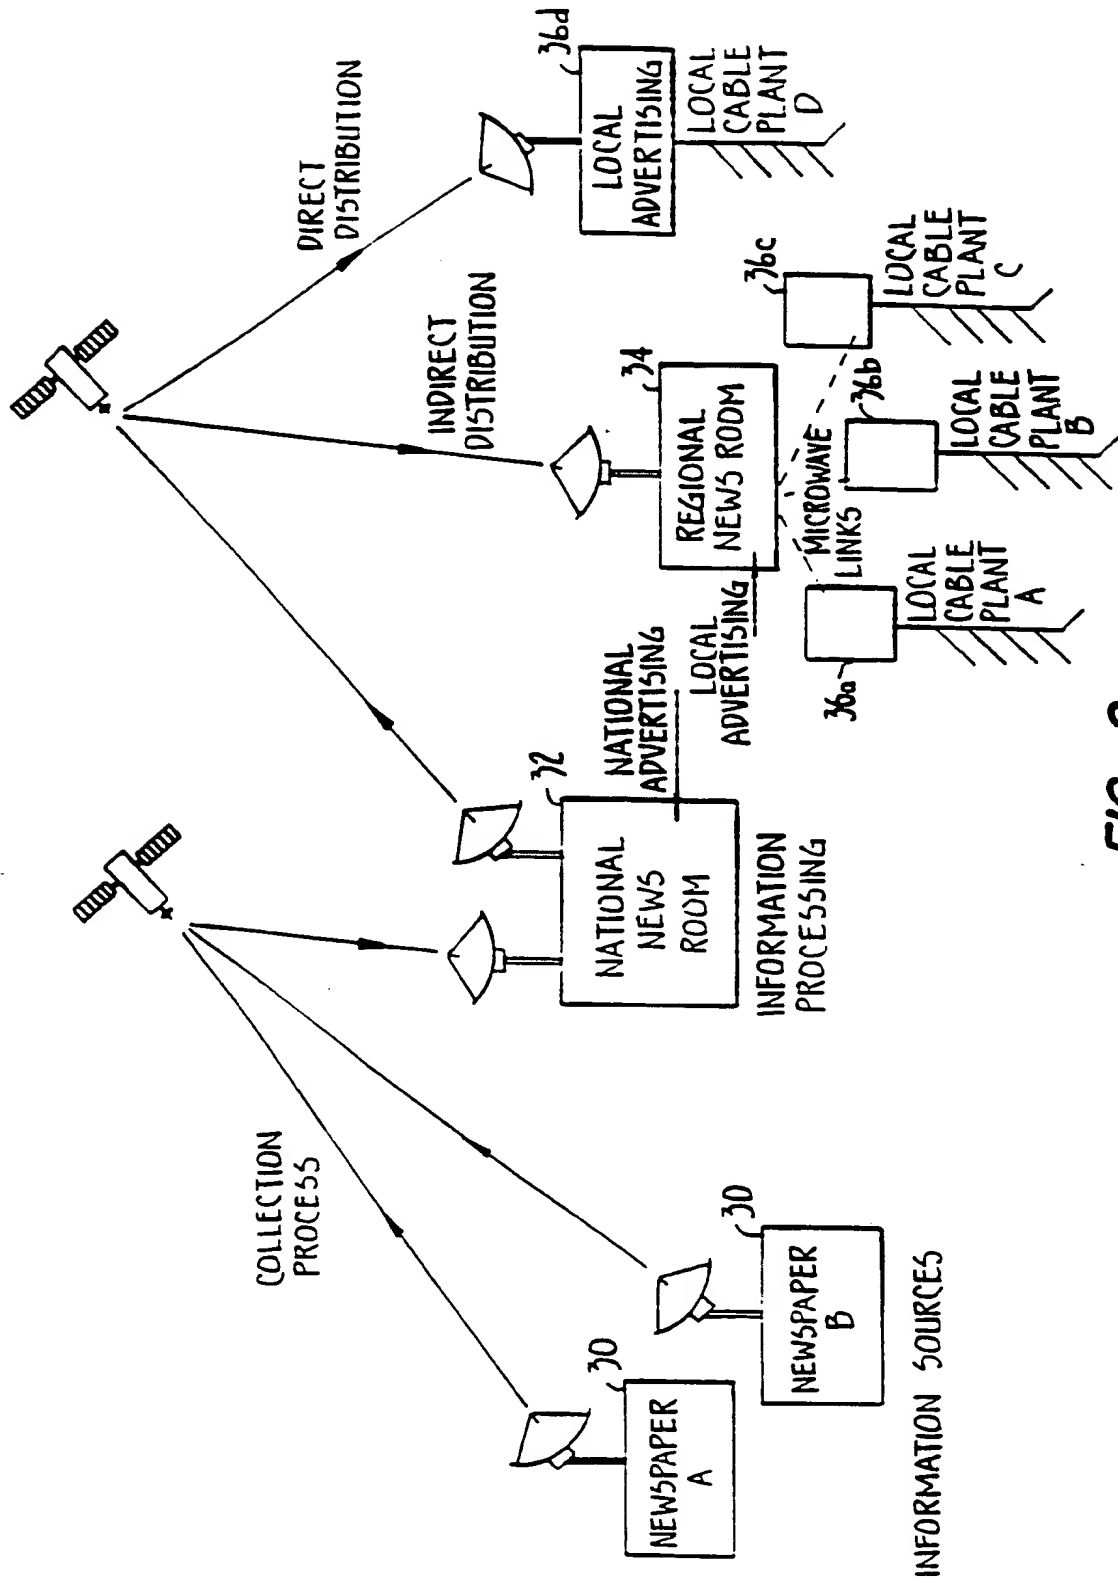 COLLECTION
PROCESS
NEWSPAPER
A
30
NEWSPAPER
B
30
INFORMATION SOURCES
NATIONAL
NEWS
ROOM
32
INFORMATION
PROCESSING
NATIONAL
ADVERTISING
INDIRECT
DISTRIBUTION
DIRECT
DISTRIBUTION
REGIONAL
NEWS ROOM
34
LOCAL
ADVERTISING
MICROWAVE
LINKS
36a
LOCAL
CABLE
PLANT
A
36b
LOCAL
CABLE
PLANT
B
36c
LOCAL
CABLE
PLANT
C
LOCAL
ADVERTISING
36d
LOCAL
CABLE
PLANT
D